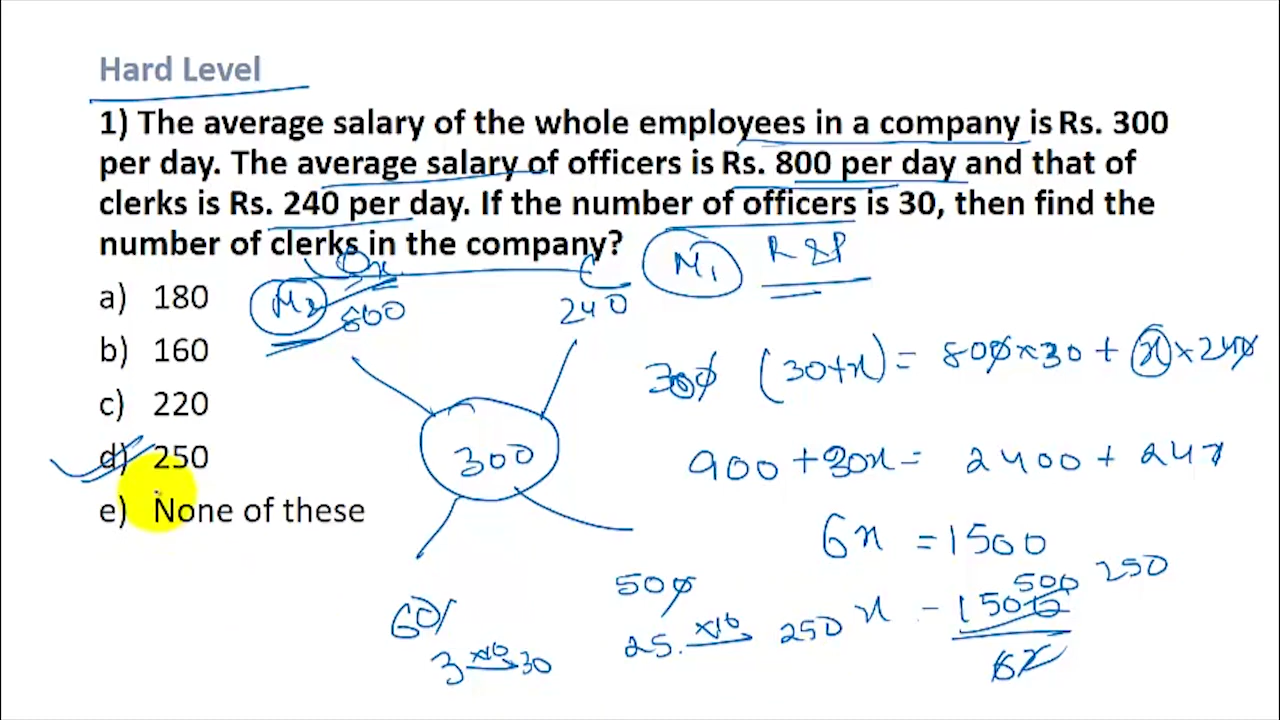 Hard Level
1) The average salary of the whole employees in a company is Rs. 300
per day. The average salary of officers is Rs. 800 per day and that of
clerks is Rs. 240 per day. If the number of officers is 30, then find the
number of clerks in the company?
M1 R &P
a) 180
M2
800
240
b) 160
300 (30+x) = 800×30 + x×240
c) 220
300
900 + 30x = 2400 + 24x
d) 250
e) None of these
6x = 1500
60
500
500 250
3 ×10 30
25 ×10 250
x = 1500
6